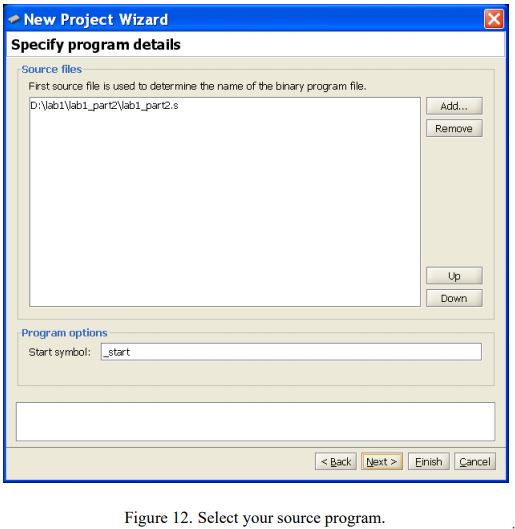 New Project Wizard
Specify program details
Source files
First source file is used to determine the name of the binary program file.
D:\lab1\lab1_part2\lab1_part2.s
Add...
Remove
Up
Down
Program options
Start symbol: _start
< Back Next > Finish Cancel
Figure 12. Select your source program.